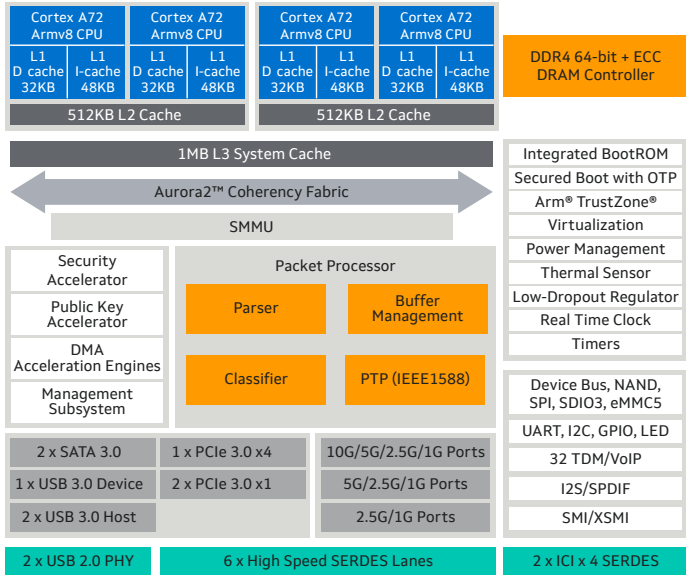 Cortex A72
Armv8 CPU
Cortex A72
Armv8 CPU
L1
D cache
32KB
L1
I-cache
48KB
L1
D cache
32KB
L1
I-cache
48KB
512KB L2 Cache
Cortex A72
Armv8 CPU
Cortex A72
Armv8 CPU
L1
D cache
32KB
L1
I-cache
48KB
L1
D cache
32KB
L1
I-cache
48KB
512KB L2 Cache
DDR4 64-bit + ECC
DRAM Controller
1MB L3 System Cache
Aurora2™ Coherency Fabric
SMMU
Integrated BootROM
Secured Boot with OTP
Arm® TrustZone®
Virtualization
Power Management
Thermal Sensor
Low-Dropout Regulator
Real Time Clock
Timers
Security
Accelerator
Public Key
Accelerator
DMA
Acceleration Engines
Management
Subsystem
Packet Processor
Parser
Buffer
Management
Classifier
PTP (IEEE1588)
Device Bus, NAND,
SPI, SDIO3, eMMC5
UART, I2C, GPIO, LED
32 TDM/VoIP
I2S/SPDIF
SMI/XSMI
2 x SATA 3.0
1 x PCIe 3.0 x4
1 x USB 3.0 Device
2 x PCIe 3.0 x1
2 x USB 3.0 Host
10G/5G/2.5G/1G Ports
5G/2.5G/1G Ports
2.5G/1G Ports
2 x USB 2.0 PHY
6 x High Speed SERDES Lanes
2 x ICI x 4 SERDES